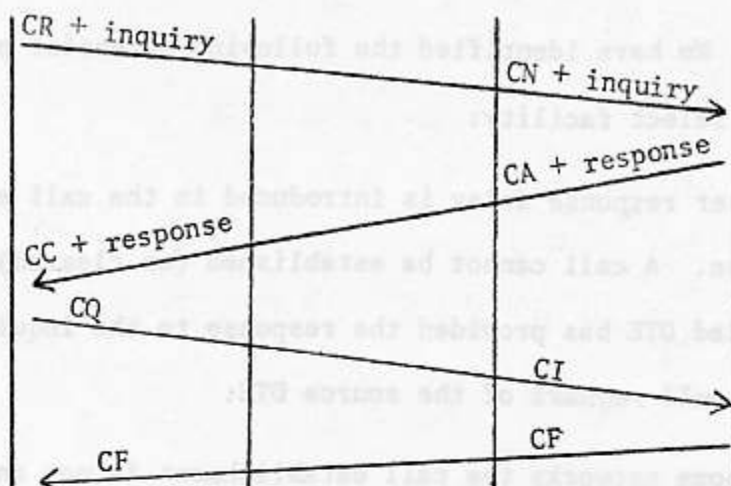 CR + inquiry
CN + inquiry
CA + response
CC + response
CQ
CI
CF
CF